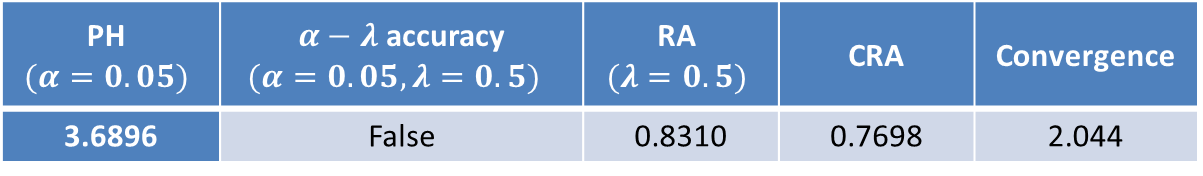 PH
(α = 0.05)
α − λ accuracy
(α = 0.05, λ = 0.5)
RA
(λ = 0.5)
CRA
Convergence
3.6896
False
0.8310
0.7698
2.044